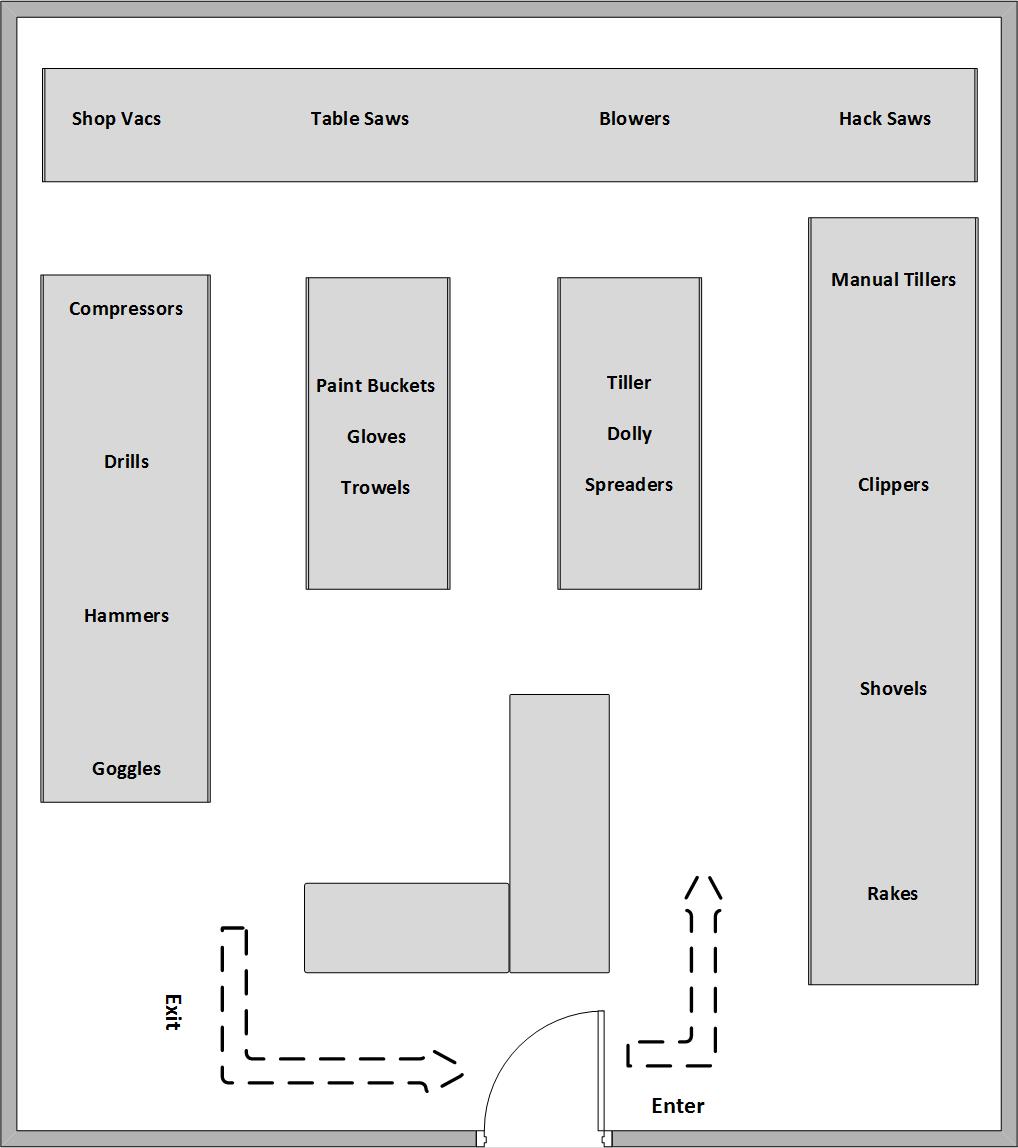 Shop Vacs
Table Saws
Blowers
Hack Saws
Compressors
Drills
Hammers
Goggles
Paint Buckets
Gloves
Trowels
Tiller
Dolly
Spreaders
Manual Tillers
Clippers
Shovels
Rakes
Exit
Enter